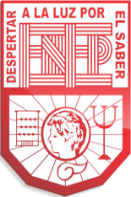 DESPERTAR
A LA LUZ POR
EL SABER
ENP